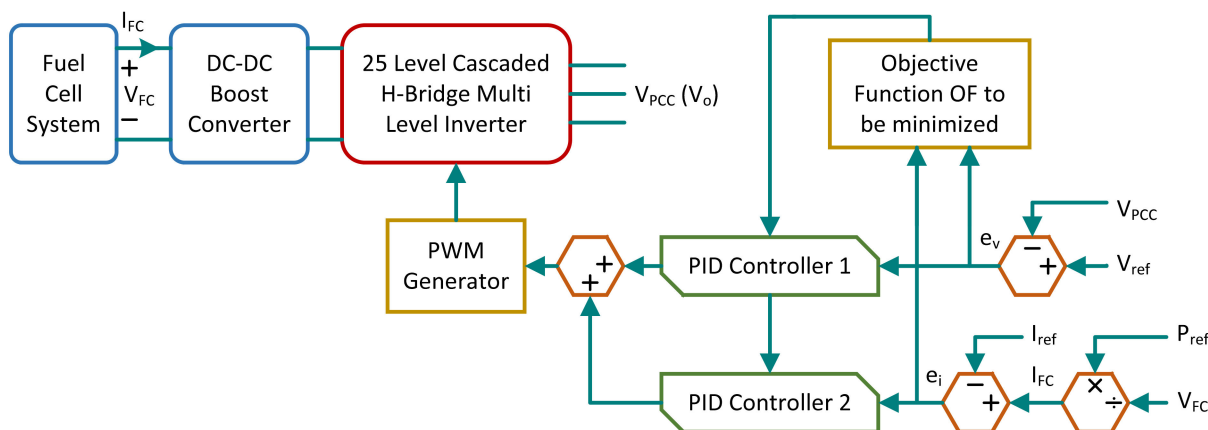 I_FC
Fuel
Cell
System
+
V_FC
−
DC-DC
Boost
Converter
25 Level Cascaded
H-Bridge Multi
Level Inverter
V_PCC (V_o)
Objective
Function OF to
be minimized
PWM
Generator
+
+
PID Controller 1
e_v
−
+
V_PCC
V_ref
PID Controller 2
e_i
−
+
I_ref
I_FC
×
÷
P_ref
V_FC